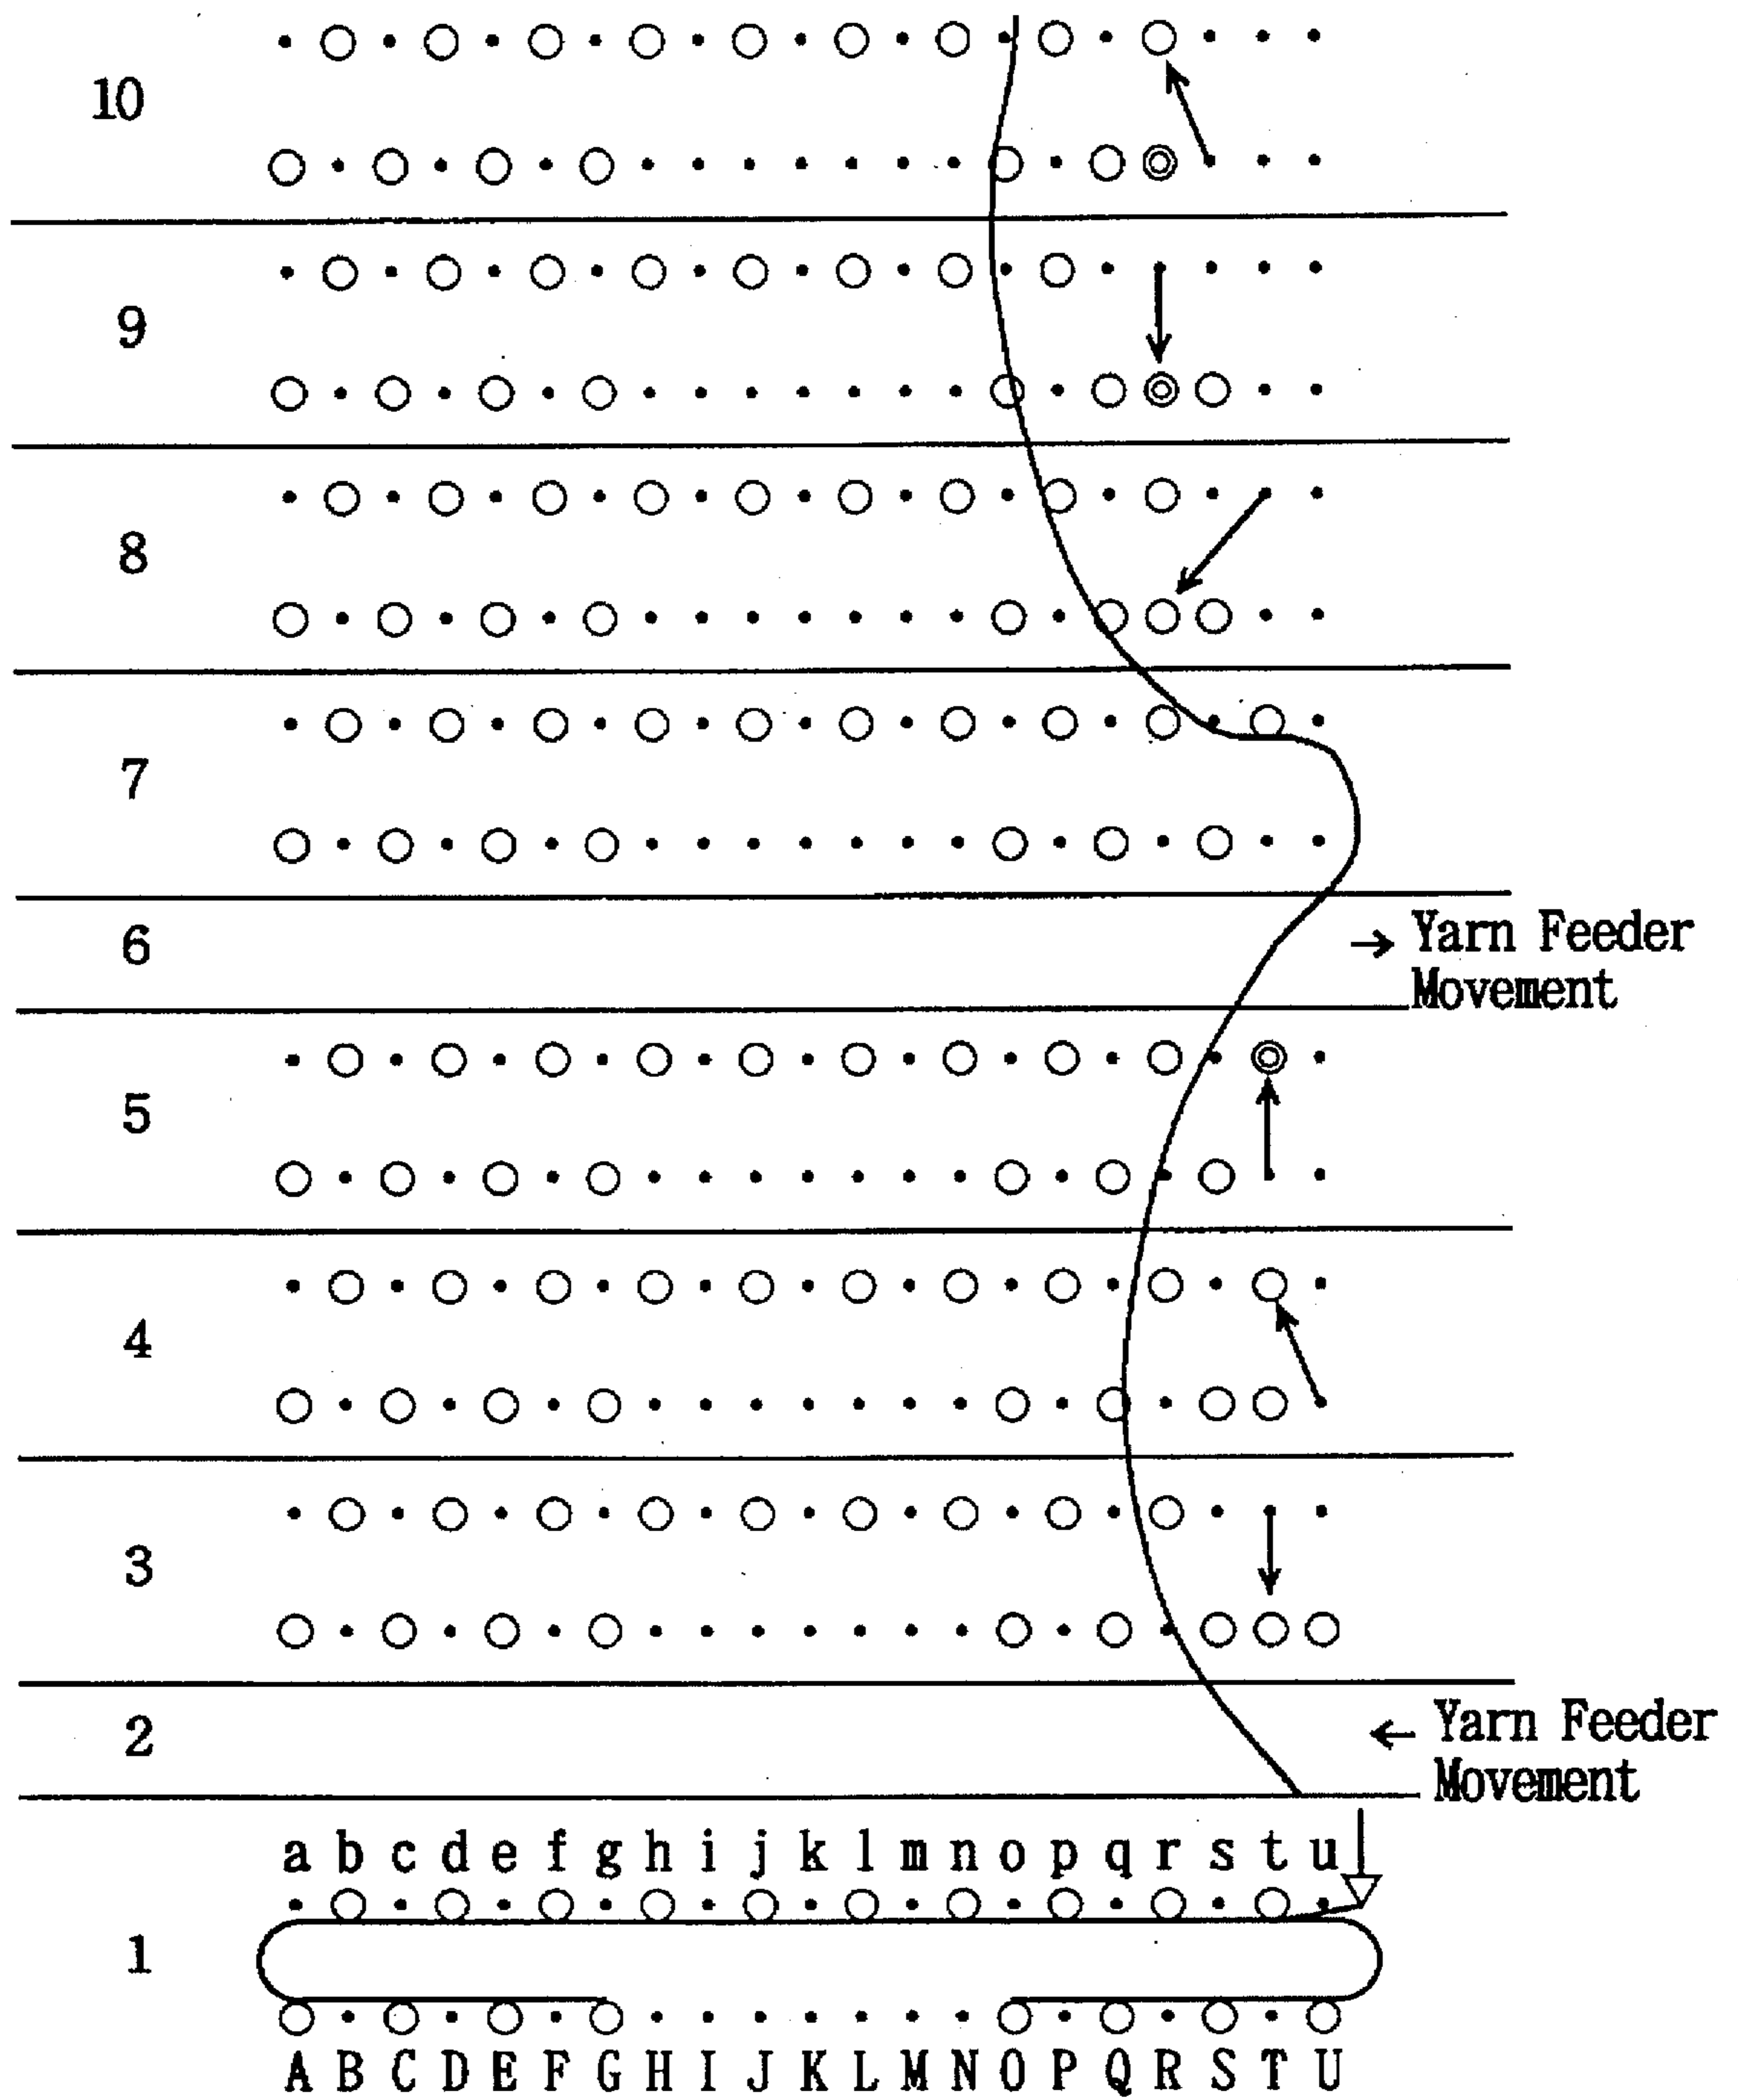 10
9
8
7
6
→ Yarn Feeder
Movement
5
4
3
2
← Yarn Feeder
Movement
a b c d e f g h i j k l m n o p q r s t u
1
A B C D E F G H I J K L M N O P Q R S T U